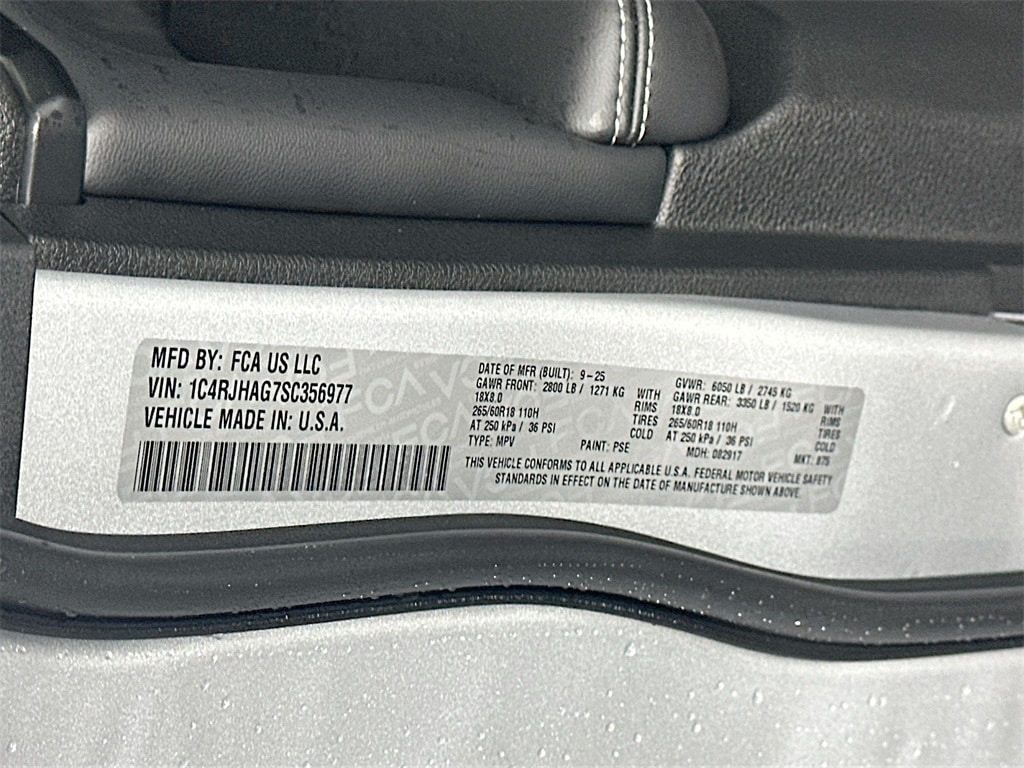 MFD BY: FCA US LLC
VIN: 1C4RJHAG7SC356977
VEHICLE MADE IN: U.S.A.
DATE OF MFR (BUILT): 9-25
GAWR FRONT: 2800 LB / 1271 KG WITH
18X8.0 RIMS
265/60R18 110H TIRES
AT 250 kPa / 36 PSI COLD
TYPE: MPV PAINT: PSE
GVWR: 6050 LB / 2745 KG
GAWR REAR: 3350 LB / 1520 KG WITH
18X8.0 RIMS
265/60R18 110H TIRES
AT 250 kPa / 36 PSI COLD
MDH: 082917 MKT: 875
THIS VEHICLE CONFORMS TO ALL APPLICABLE U.S.A. FEDERAL MOTOR VEHICLE SAFETY
STANDARDS IN EFFECT ON THE DATE OF MANUFACTURE SHOWN ABOVE.